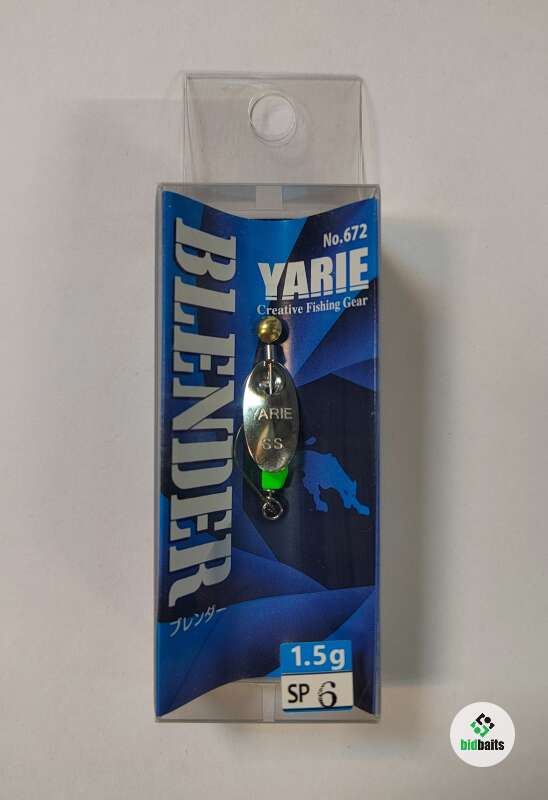 No.672
YARIE
Creative Fishing Gear
BLENDER
ブレンダー
YARIE
SS
1.5g
SP 6
bidbaits